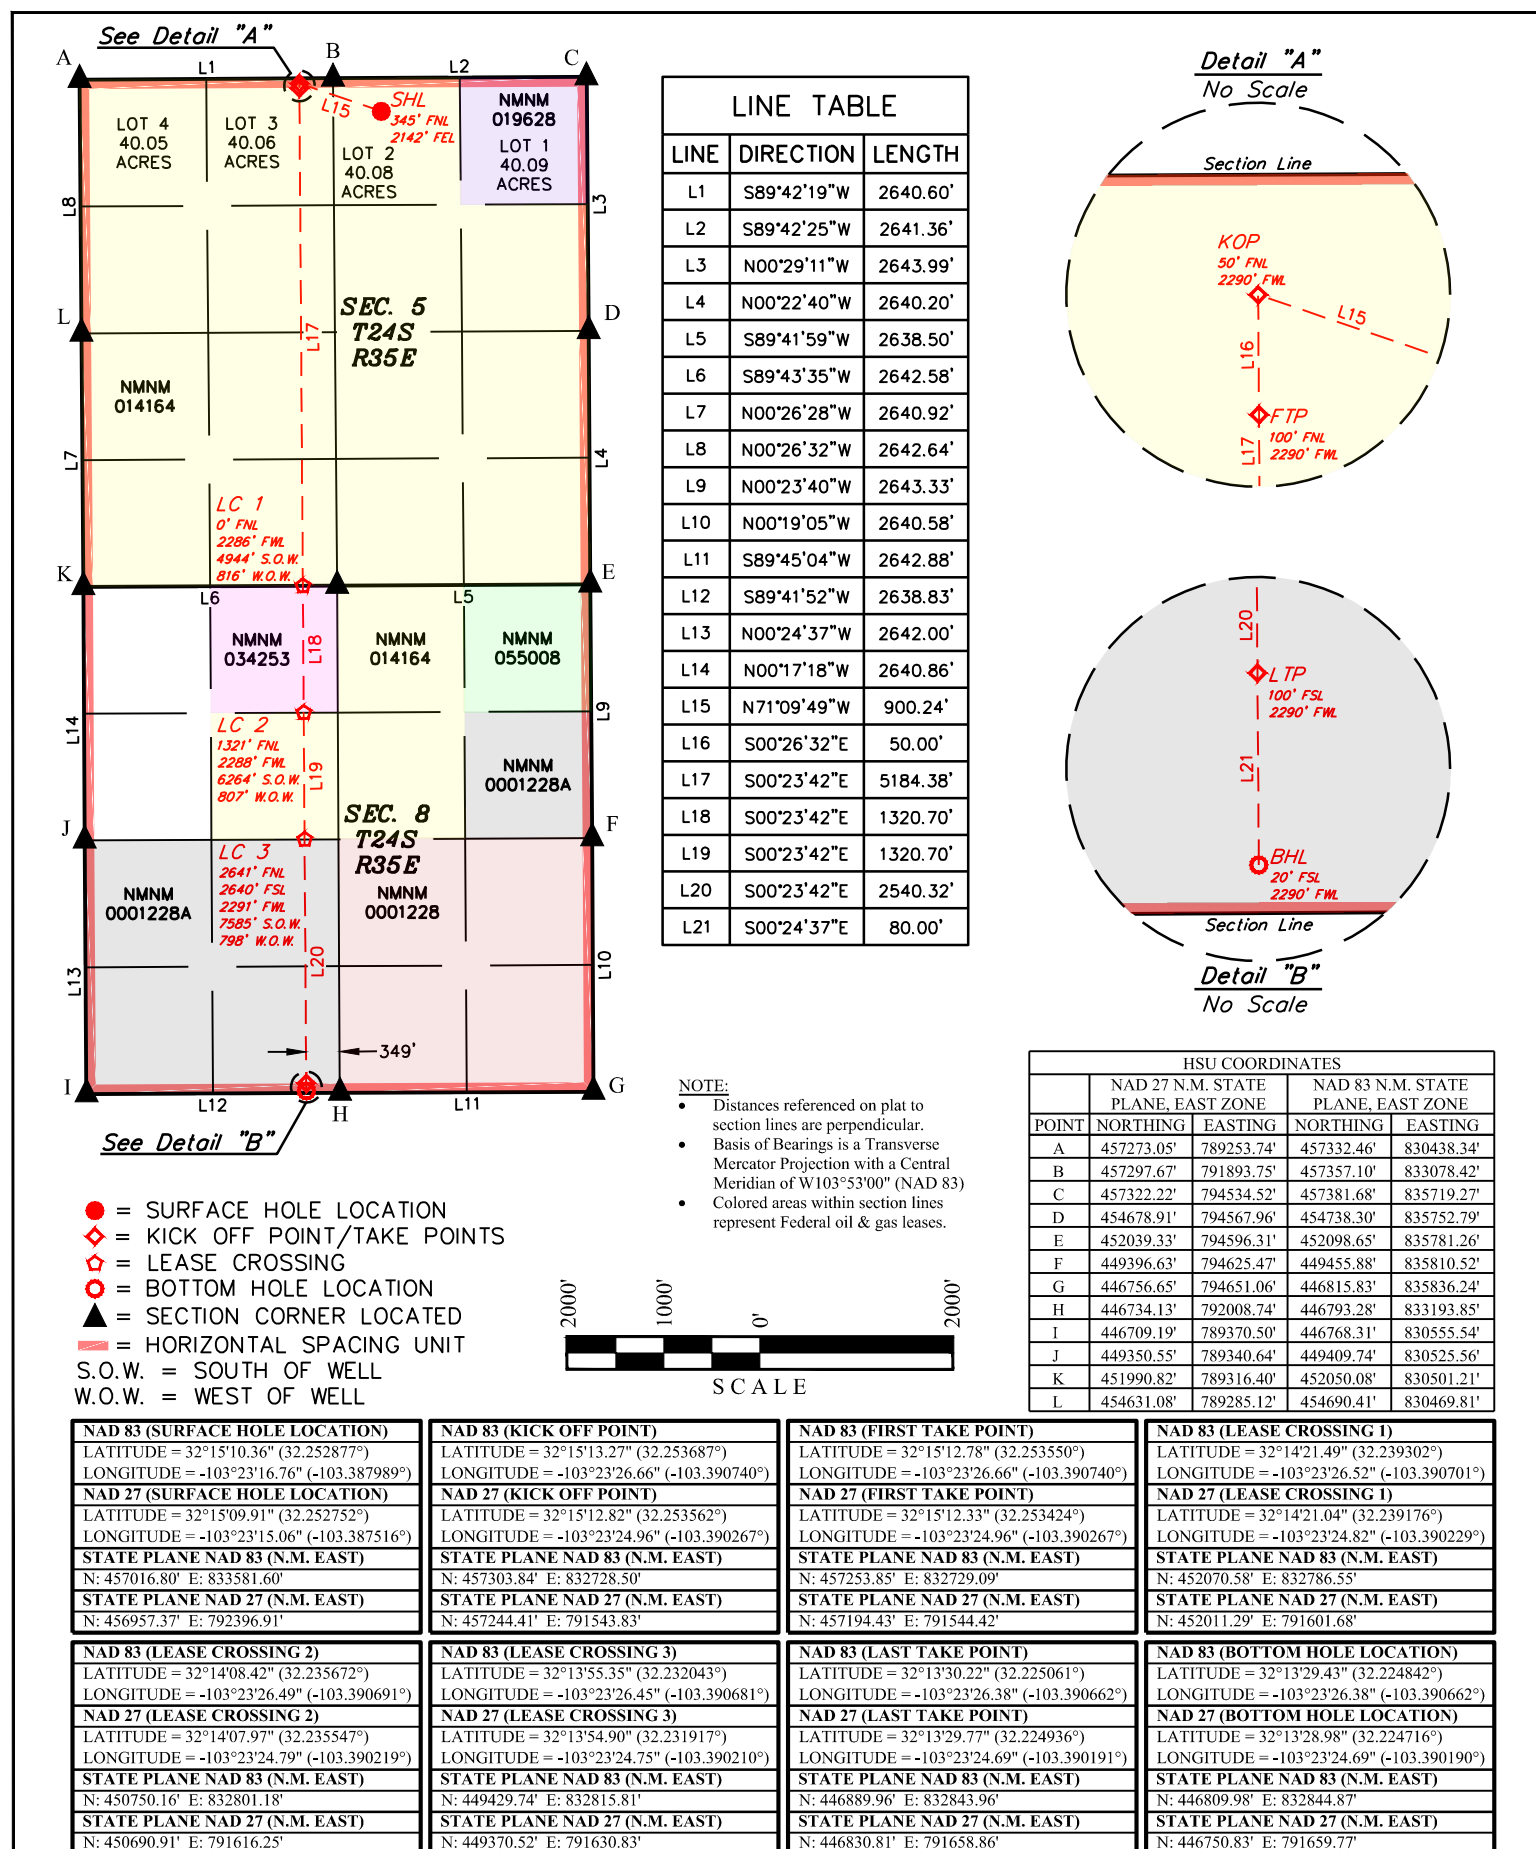 See Detail "A"
A
L1
B
L2
C
L15
SHL
345' FNL
2142' FEL
NMNM
019628
LOT 4
40.05
ACRES
LOT 3
40.06
ACRES
LOT 2
40.08
ACRES
LOT 1
40.09
ACRES
L8
L3
L17
SEC. 5
T24S
R35E
L
D
NMNM
014164
L7
L4
LC 1
0' FNL
2286' FWL
4944' S.O.W.
816' W.O.W.
K
E
L6
L5
NMNM
034253
L18
NMNM
014164
NMNM
055008
L14
L9
LC 2
1321' FNL
2288' FWL
6264' S.O.W.
807' W.O.W.
L19
NMNM
0001228A
SEC. 8
T24S
R35E
J
F
LC 3
2641' FNL
2640' FSL
2291' FWL
7585' S.O.W.
798' W.O.W.
NMNM
0001228A
NMNM
0001228
L13
L20
L10
349'
I
L12
H
L11
G
See Detail "B"
LINE TABLE
LINE DIRECTION LENGTH
L1 S89°42'19"W 2640.60'
L2 S89°42'25"W 2641.36'
L3 N00°29'11"W 2643.99'
L4 N00°22'40"W 2640.20'
L5 S89°41'59"W 2638.50'
L6 S89°43'35"W 2642.58'
L7 N00°26'28"W 2640.92'
L8 N00°26'32"W 2642.64'
L9 N00°23'40"W 2643.33'
L10 N00°19'05"W 2640.58'
L11 S89°45'04"W 2642.88'
L12 S89°41'52"W 2638.83'
L13 N00°24'37"W 2642.00'
L14 N00°17'18"W 2640.86'
L15 N71°09'49"W 900.24'
L16 S00°26'32"E 50.00'
L17 S00°23'42"E 5184.38'
L18 S00°23'42"E 1320.70'
L19 S00°23'42"E 1320.70'
L20 S00°23'42"E 2540.32'
L21 S00°24'37"E 80.00'
Detail "A"
No Scale
Section Line
KOP
50' FNL
2290' FWL
L15
L16
FTP
100' FNL
2290' FWL
L17
L20
LTP
100' FSL
2290' FWL
L21
BHL
20' FSL
2290' FWL
Section Line
Detail "B"
No Scale
NOTE:
• Distances referenced on plat to
section lines are perpendicular.
• Basis of Bearings is a Transverse
Mercator Projection with a Central
Meridian of W103°53'00" (NAD 83)
• Colored areas within section lines
represent Federal oil & gas leases.
= SURFACE HOLE LOCATION
= KICK OFF POINT/TAKE POINTS
= LEASE CROSSING
= BOTTOM HOLE LOCATION
= SECTION CORNER LOCATED
= HORIZONTAL SPACING UNIT
S.O.W. = SOUTH OF WELL
W.O.W. = WEST OF WELL
2000' 1000' 0' 2000'
SCALE
HSU COORDINATES
NAD 27 N.M. STATE NAD 83 N.M. STATE
PLANE, EAST ZONE PLANE, EAST ZONE
POINT NORTHING EASTING NORTHING EASTING
A 457273.05' 789253.74' 457332.46' 830438.34'
B 457297.67' 791893.75' 457357.10' 833078.42'
C 457322.22' 794534.52' 457381.68' 835719.27'
D 454678.91' 794567.96' 454738.30' 835752.79'
E 452039.33' 794596.31' 452098.65' 835781.26'
F 449396.63' 794625.47' 449455.88' 835810.52'
G 446756.65' 794651.06' 446815.83' 835836.24'
H 446734.13' 792008.74' 446793.28' 833193.85'
I 446709.19' 789370.50' 446768.31' 830555.54'
J 449350.55' 789340.64' 449409.74' 830525.56'
K 451990.82' 789316.40' 452050.08' 830501.21'
L 454631.08' 789285.12' 454690.41' 830469.81'
NAD 83 (SURFACE HOLE LOCATION)
LATITUDE = 32°15'10.36" (32.252877°)
LONGITUDE = -103°23'16.76" (-103.387989°)
NAD 27 (SURFACE HOLE LOCATION)
LATITUDE = 32°15'09.91" (32.252752°)
LONGITUDE = -103°23'15.06" (-103.387516°)
STATE PLANE NAD 83 (N.M. EAST)
N: 457016.80' E: 833581.60'
STATE PLANE NAD 27 (N.M. EAST)
N: 456957.37' E: 792396.91'
NAD 83 (KICK OFF POINT)
LATITUDE = 32°15'13.27" (32.253687°)
LONGITUDE = -103°23'26.66" (-103.390740°)
NAD 27 (KICK OFF POINT)
LATITUDE = 32°15'12.82" (32.253562°)
LONGITUDE = -103°23'24.96" (-103.390267°)
STATE PLANE NAD 83 (N.M. EAST)
N: 457303.84' E: 832728.50'
STATE PLANE NAD 27 (N.M. EAST)
N: 457244.41' E: 791543.83'
NAD 83 (FIRST TAKE POINT)
LATITUDE = 32°15'12.78" (32.253550°)
LONGITUDE = -103°23'26.66" (-103.390740°)
NAD 27 (FIRST TAKE POINT)
LATITUDE = 32°15'12.33" (32.253424°)
LONGITUDE = -103°23'24.96" (-103.390267°)
STATE PLANE NAD 83 (N.M. EAST)
N: 457253.85' E: 832729.09'
STATE PLANE NAD 27 (N.M. EAST)
N: 457194.43' E: 791544.42'
NAD 83 (LEASE CROSSING 1)
LATITUDE = 32°14'21.49" (32.239302°)
LONGITUDE = -103°23'26.52" (-103.390701°)
NAD 27 (LEASE CROSSING 1)
LATITUDE = 32°14'21.04" (32.239176°)
LONGITUDE = -103°23'24.82" (-103.390229°)
STATE PLANE NAD 83 (N.M. EAST)
N: 452070.58' E: 832786.55'
STATE PLANE NAD 27 (N.M. EAST)
N: 452011.29' E: 791601.68'
NAD 83 (LEASE CROSSING 2)
LATITUDE = 32°14'08.42" (32.235672°)
LONGITUDE = -103°23'26.49" (-103.390691°)
NAD 27 (LEASE CROSSING 2)
LATITUDE = 32°14'07.97" (32.235547°)
LONGITUDE = -103°23'24.79" (-103.390219°)
STATE PLANE NAD 83 (N.M. EAST)
N: 450750.16' E: 832801.18'
STATE PLANE NAD 27 (N.M. EAST)
N: 450690.91' E: 791616.25'
NAD 83 (LEASE CROSSING 3)
LATITUDE = 32°13'55.35" (32.232043°)
LONGITUDE = -103°23'26.45" (-103.390681°)
NAD 27 (LEASE CROSSING 3)
LATITUDE = 32°13'54.90" (32.231917°)
LONGITUDE = -103°23'24.75" (-103.390210°)
STATE PLANE NAD 83 (N.M. EAST)
N: 449429.74' E: 832815.81'
STATE PLANE NAD 27 (N.M. EAST)
N: 449370.52' E: 791630.83'
NAD 83 (LAST TAKE POINT)
LATITUDE = 32°13'30.22" (32.225061°)
LONGITUDE = -103°23'26.38" (-103.390662°)
NAD 27 (LAST TAKE POINT)
LATITUDE = 32°13'29.77" (32.224936°)
LONGITUDE = -103°23'24.69" (-103.390191°)
STATE PLANE NAD 83 (N.M. EAST)
N: 446889.96' E: 832843.96'
STATE PLANE NAD 27 (N.M. EAST)
N: 446830.81' E: 791658.86'
NAD 83 (BOTTOM HOLE LOCATION)
LATITUDE = 32°13'29.43" (32.224842°)
LONGITUDE = -103°23'26.38" (-103.390662°)
NAD 27 (BOTTOM HOLE LOCATION)
LATITUDE = 32°13'28.98" (32.224716°)
LONGITUDE = -103°23'24.69" (-103.390190°)
STATE PLANE NAD 83 (N.M. EAST)
N: 446809.98' E: 832844.87'
STATE PLANE NAD 27 (N.M. EAST)
N: 446750.83' E: 791659.77'